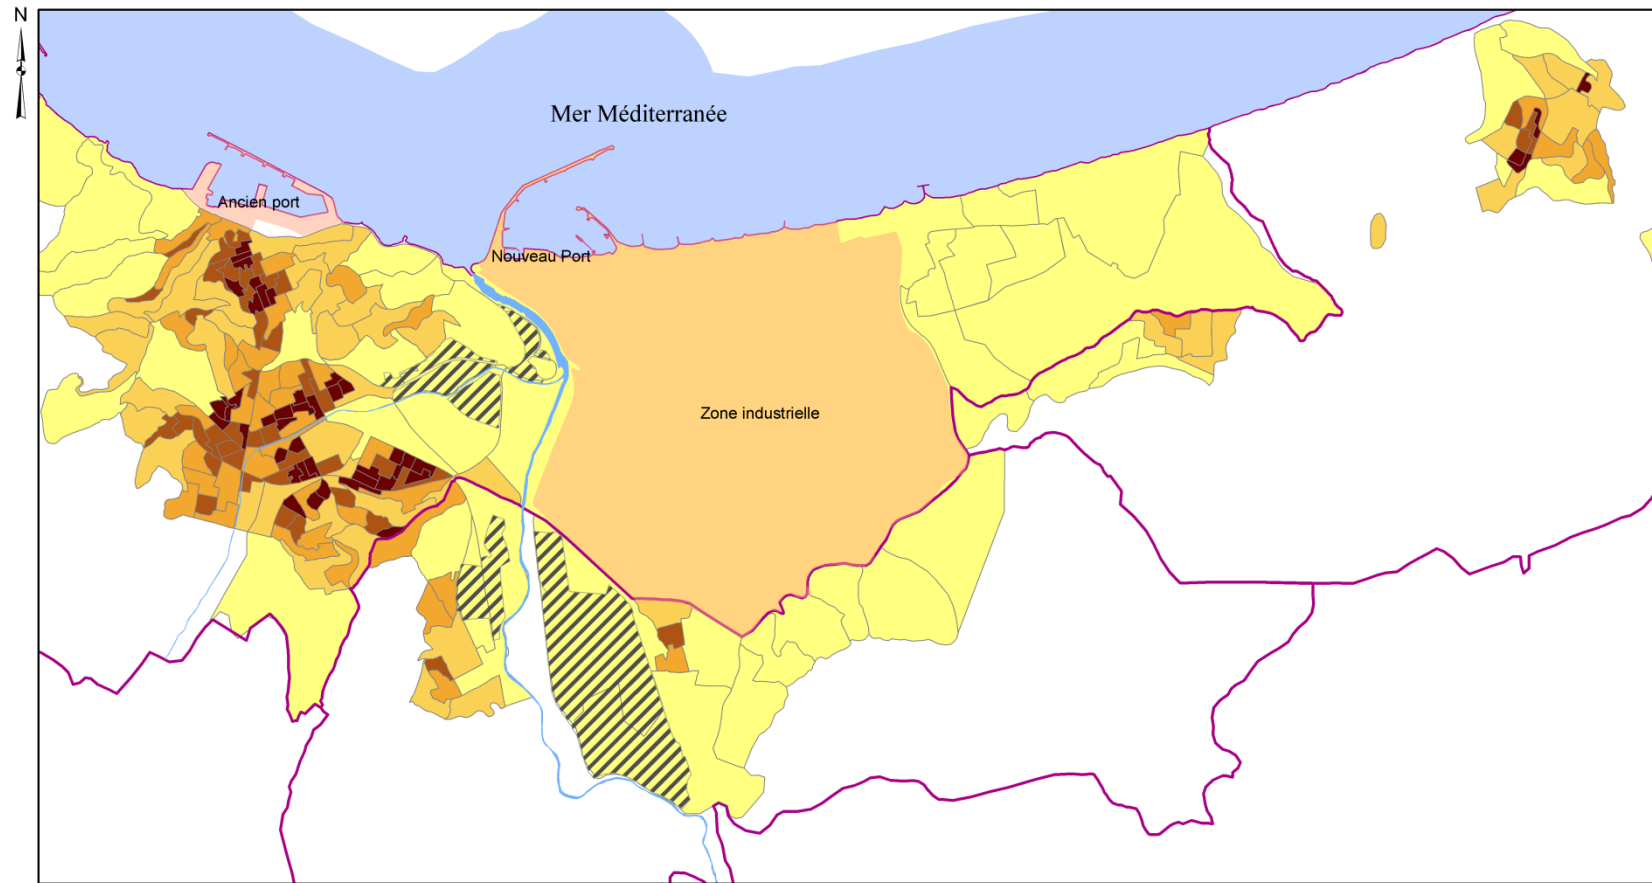 N
Mer Méditerranée
Ancien port
Nouveau Port
Zone industrielle